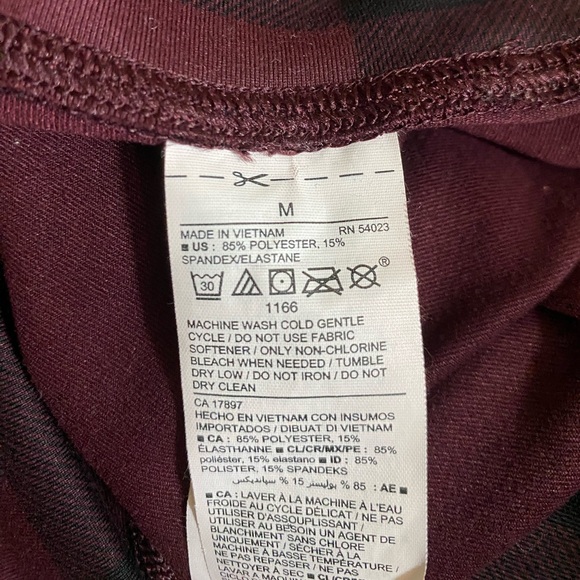 M
MADE IN VIETNAM RN 54023
■ US : 85% POLYESTER, 15%
SPANDEX/ELASTANE
30 ®
1166
MACHINE WASH COLD GENTLE
CYCLE / DO NOT USE FABRIC
SOFTENER / ONLY NON-CHLORINE
BLEACH WHEN NEEDED / TUMBLE
DRY LOW / DO NOT IRON / DO NOT
DRY CLEAN
CA 17897
HECHO EN VIETNAM CON INSUMOS
IMPORTADOS / DIBUAT DI VIETNAM
■ CA : 85% POLYESTER, 15%
ÉLASTHANNE ■ CL/CR/MX/PE : 85%
poliéster, 15% elastano ■ ID : 85%
POLISTER, 15% SPANDEKS
■ AE : 85 % بوليستر 15 % سبانديكس
■ CA : LAVER À LA MACHINE À L'EAU
FROIDE AU CYCLE DÉLICAT / NE PAS
UTILISER D'ASSOUPLISSANT /
UTILISER AU BESOIN UN AGENT DE
BLANCHIMENT SANS CHLORE
UNIQUEMENT / SÉCHER À LA
MACHINE À BASSE TEMPÉRATURE /
NE PAS REPASSER / NE PAS